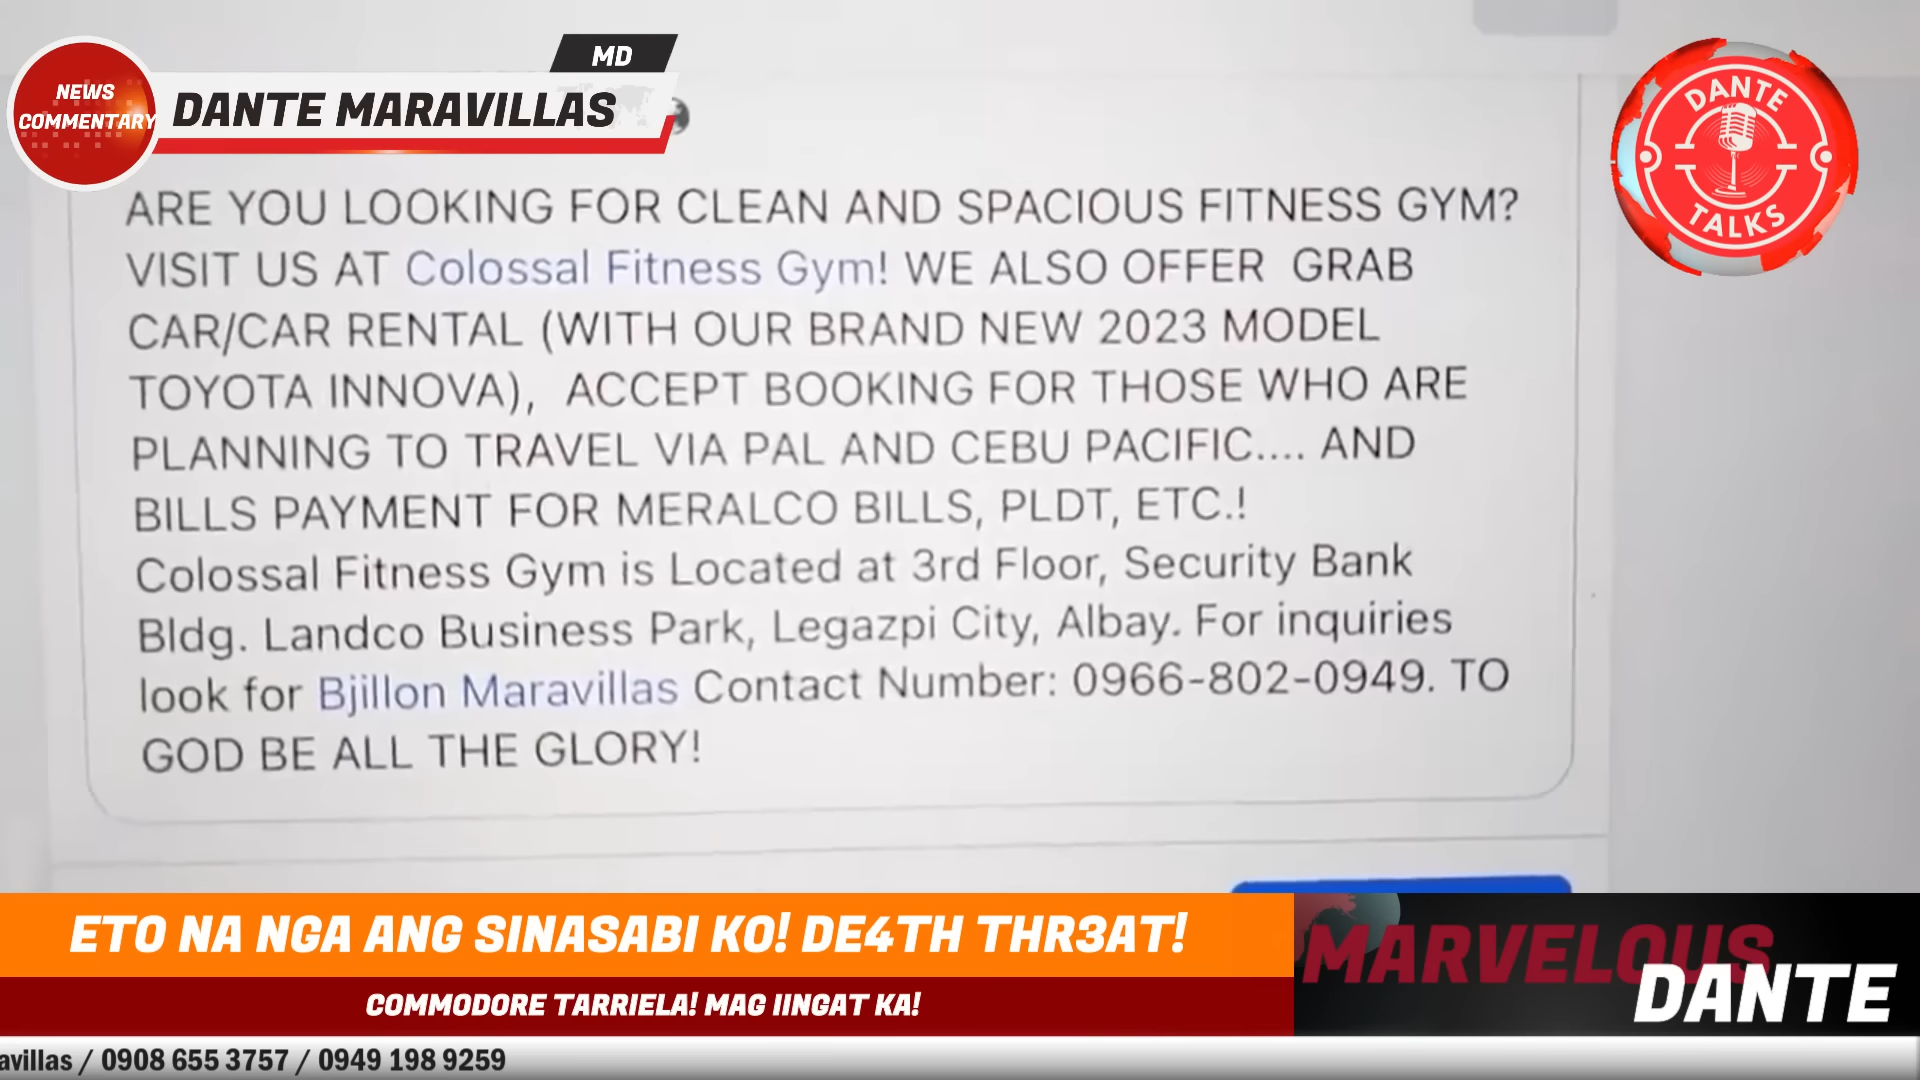 MD
NEWS
COMMENTARY
DANTE MARAVILLAS
DANTE
TALKS
ARE YOU LOOKING FOR CLEAN AND SPACIOUS FITNESS GYM?
VISIT US AT Colossal Fitness Gym! WE ALSO OFFER GRAB
CAR/CAR RENTAL (WITH OUR BRAND NEW 2023 MODEL
TOYOTA INNOVA), ACCEPT BOOKING FOR THOSE WHO ARE
PLANNING TO TRAVEL VIA PAL AND CEBU PACIFIC.... AND
BILLS PAYMENT FOR MERALCO BILLS, PLDT, ETC.!
Colossal Fitness Gym is Located at 3rd Floor, Security Bank
Bldg. Landco Business Park, Legazpi City, Albay. For inquiries
look for Bjillon Maravillas Contact Number: 0966-802-0949. TO
GOD BE ALL THE GLORY!
ETO NA NGA ANG SINASABI KO! DE4TH THR3AT!
COMMODORE TARRIELA! MAG IINGAT KA!
MARVELOUS
DANTE
avillas / 0908 655 3757 / 0949 198 9259